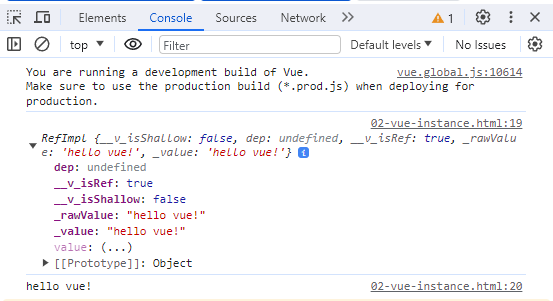 Elements Console Sources Network 1
top Filter Default levels No Issues
You are running a development build of Vue. vue.global.js:10614
Make sure to use the production build (*.prod.js) when deploying for
production.
02-vue-instance.html:19
RefImpl {__v_isShallow: false, dep: undefined, __v_isRef: true, _rawValu
e: 'hello vue!', _value: 'hello vue!'} i
dep: undefined
__v_isRef: true
__v_isShallow: false
_rawValue: "hello vue!"
_value: "hello vue!"
value: (...)
[[Prototype]]: Object
hello vue! 02-vue-instance.html:20